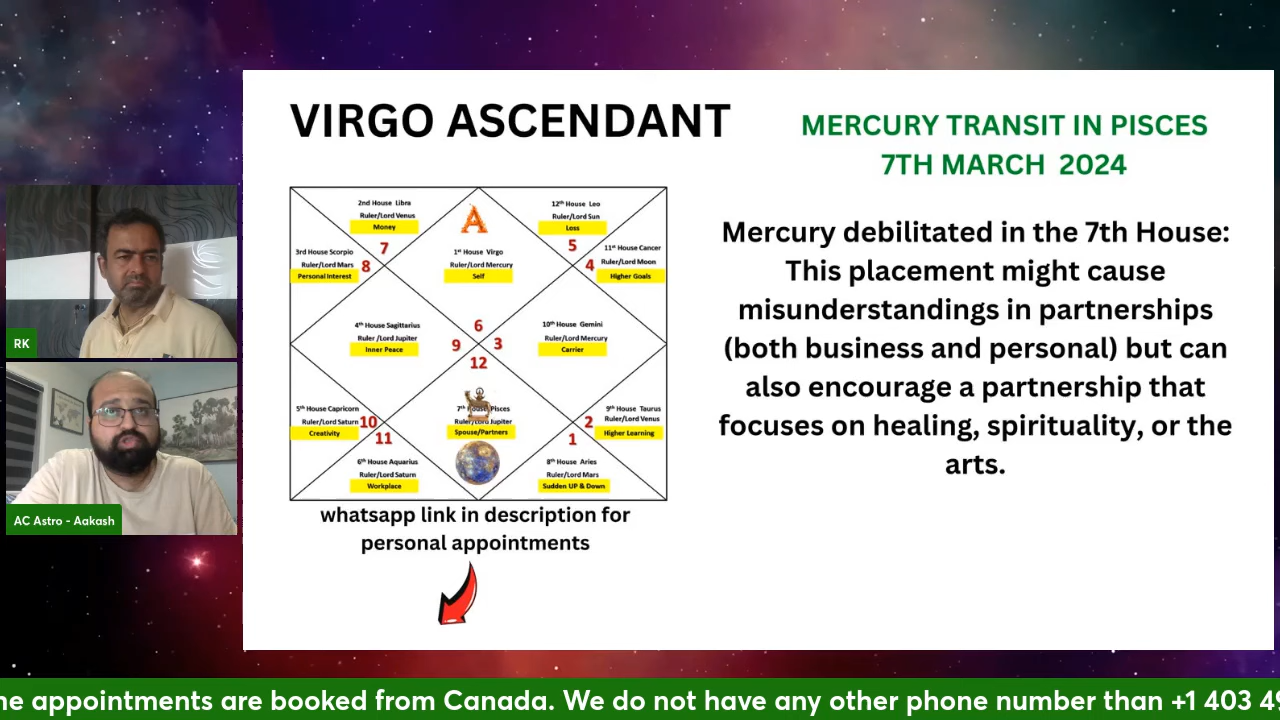 VIRGO ASCENDANT
MERCURY TRANSIT IN PISCES
7TH MARCH 2024
2nd House Libra
Ruler/Lord Venus
Money
7
3rd House Scorpio
Ruler/Lord Mars
Personal Interest
8
A
1st House Virgo
Ruler/Lord Mercury
Self
12th House Leo
Ruler/Lord Sun
Loss
5
11th House Cancer
Ruler/Lord Moon
Higher Goals
4
4th House Sagittarius
Ruler /Lord Jupiter
Inner Peace
6
9
3
12
10th House Gemini
Ruler/Lord Mercury
Carrier
5th House Capricorn
Ruler/Lord Saturn
Creativity
10
11
6th House Aquarius
Ruler/Lord Saturn
Workplace
7th House Pisces
Ruler/Lord Jupiter
Spouse/Partners
2
9th House Taurus
Ruler/Lord Venus
Higher Learning
1
8th House Aries
Ruler/Lord Mars
Sudden UP & Down
whatsapp link in description for
personal appointments
Mercury debilitated in the 7th House:
This placement might cause
misunderstandings in partnerships
(both business and personal) but can
also encourage a partnership that
focuses on healing, spirituality, or the
arts.
RK
AC Astro - Aakash
ne appointments are booked from Canada. We do not have any other phone number than +1 403 49